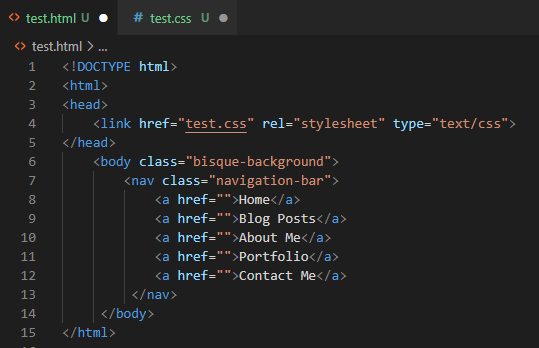 test.html U
# test.css U
test.html > ...
1 <!DOCTYPE html>
2 <html>
3 <head>
4     <link href="test.css" rel="stylesheet" type="text/css">
5 </head>
6     <body class="bisque-background">
7         <nav class="navigation-bar">
8             <a href="">Home</a>
9             <a href="">Blog Posts</a>
10             <a href="">About Me</a>
11             <a href="">Portfolio</a>
12             <a href="">Contact Me</a>
13          </nav>
14      </body>
15 </html>